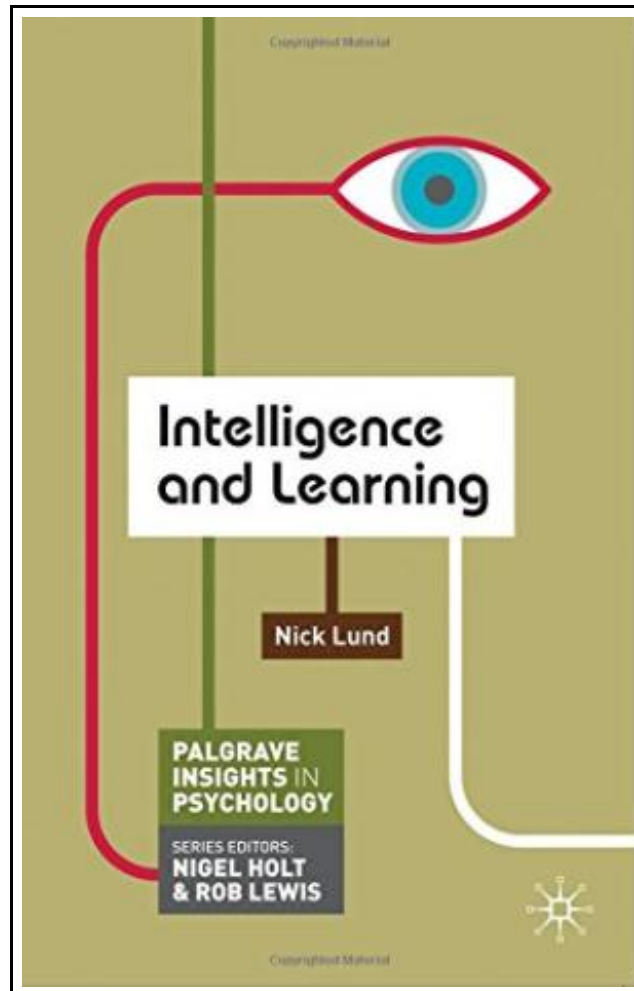 Copyrighted Material
Intelligence
and Learning
Nick Lund
PALGRAVE
INSIGHTS IN
PSYCHOLOGY
SERIES EDITORS:
NIGEL HOLT
& ROB LEWIS
Copyrighted Material